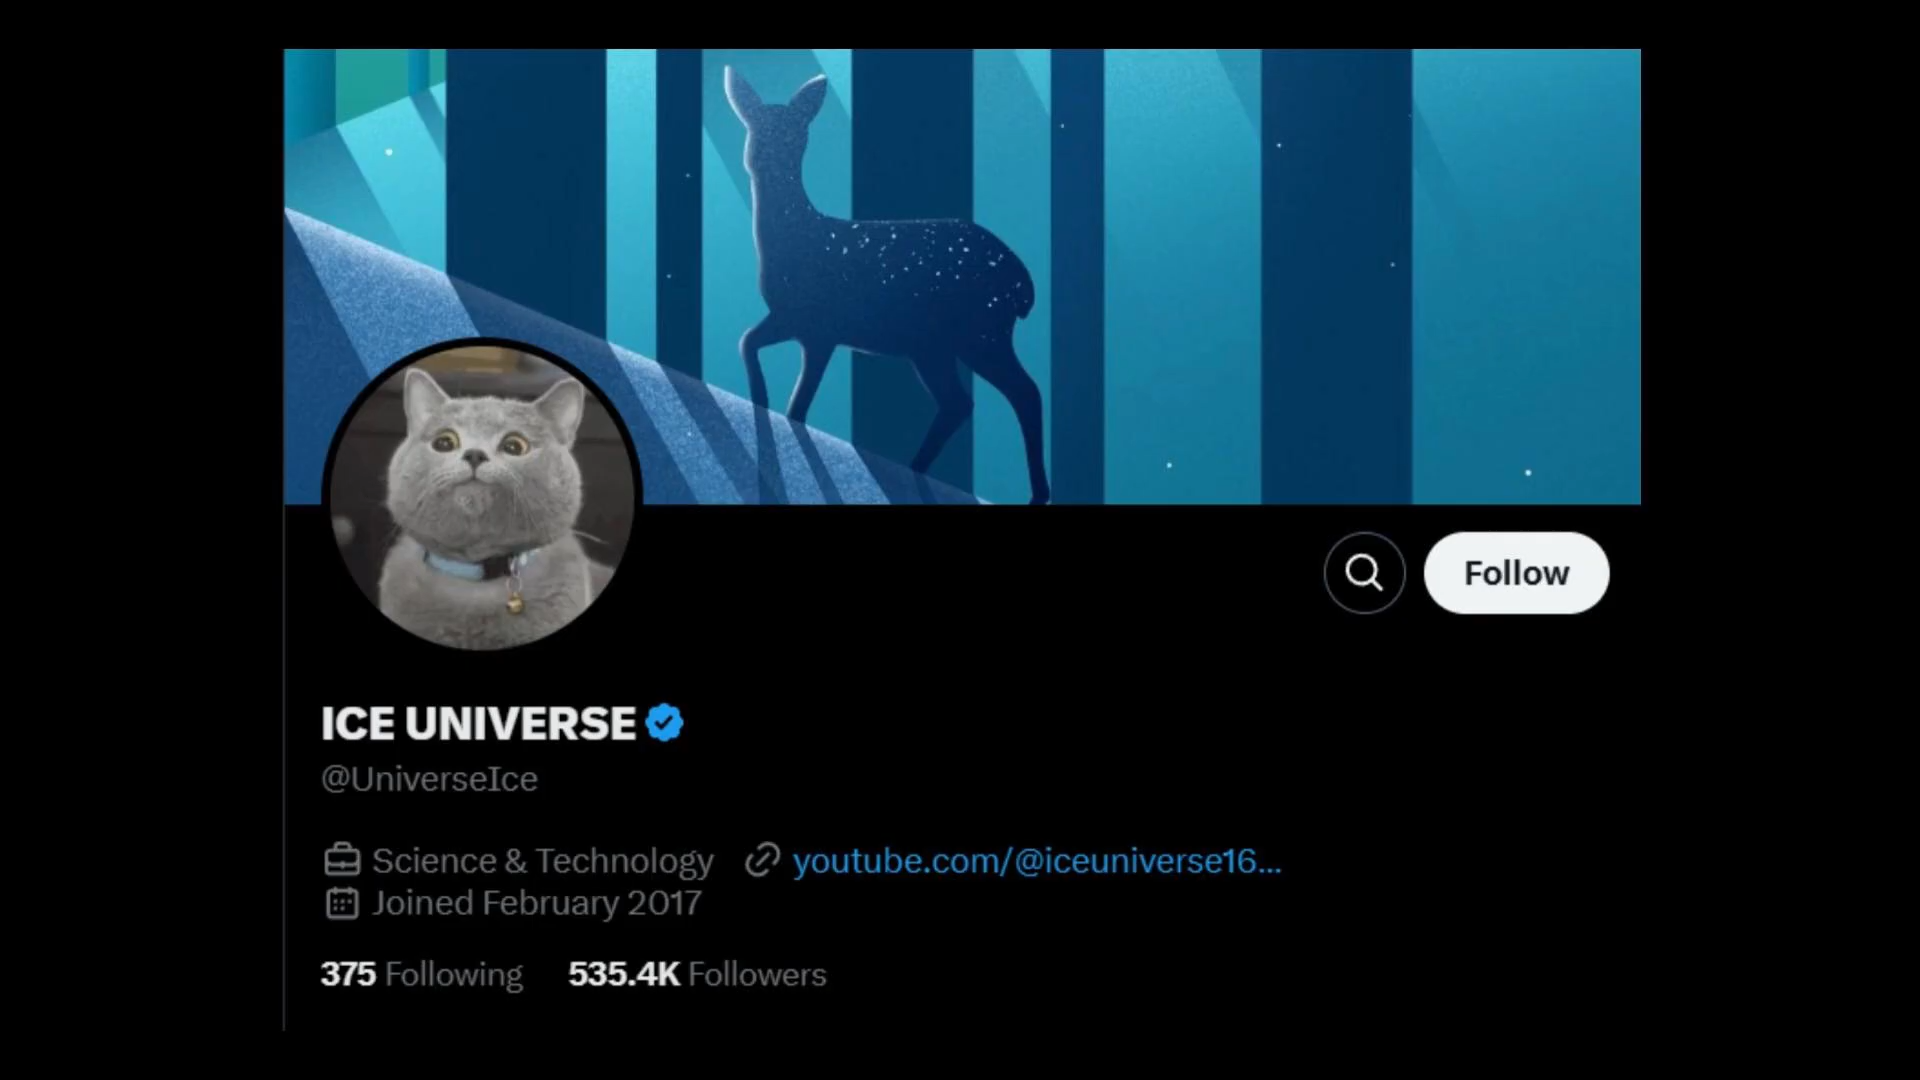 Follow
ICE UNIVERSE
@UniverseIce
Science & Technology youtube.com/@iceuniverse16...
Joined February 2017
375 Following 535.4K Followers